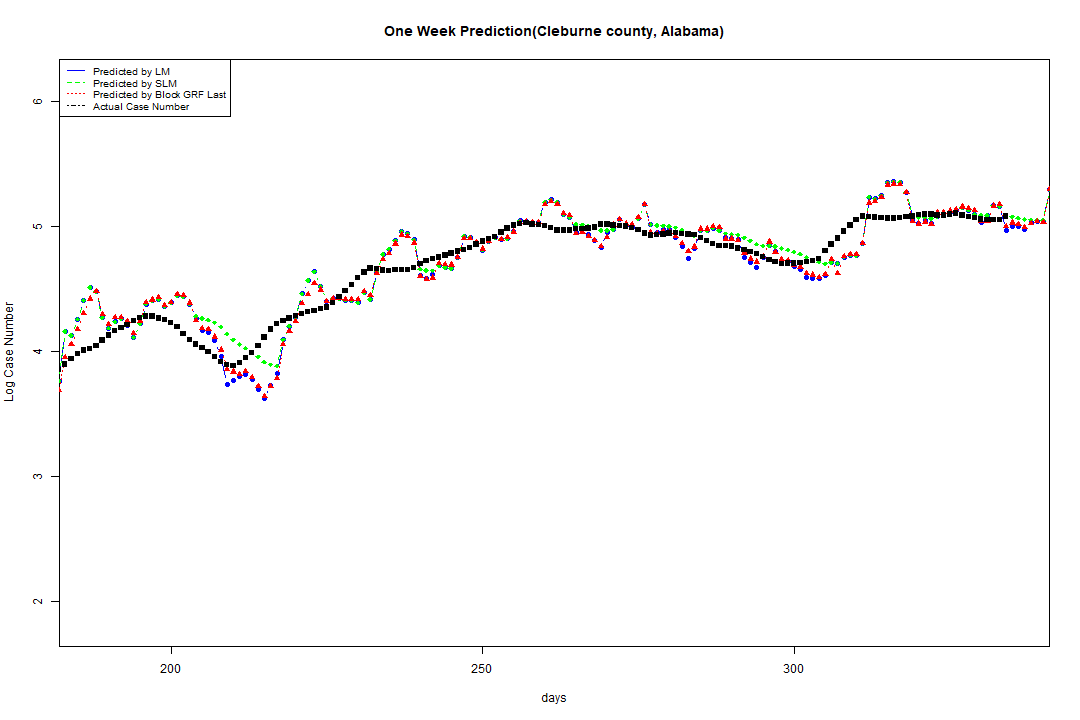 One Week Prediction(Cleburne county, Alabama)
Predicted by LM
Predicted by SLM
Predicted by Block GRF Last
Actual Case Number
6
5
4
3
2
Log Case Number
200 250 300
days